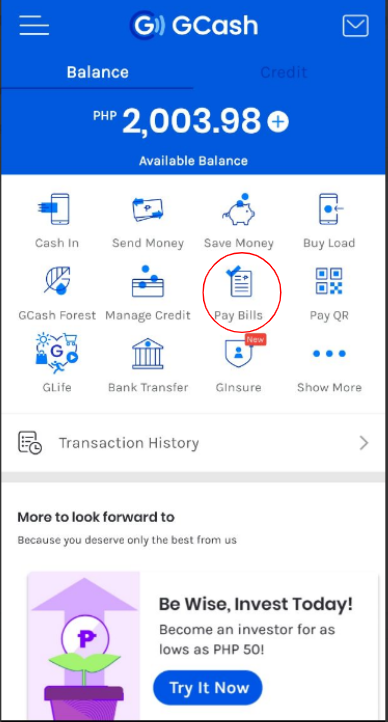 GCash
Balance Credit
PHP 2,003.98
Available Balance
Cash In Send Money Save Money Buy Load
GCash Forest Manage Credit Pay Bills Pay QR
New
GLife Bank Transfer GInsure Show More
Transaction History
More to look forward to
Because you deserve only the best from us
Be Wise, Invest Today!
Become an investor for as
lows as PHP 50!
Try It Now